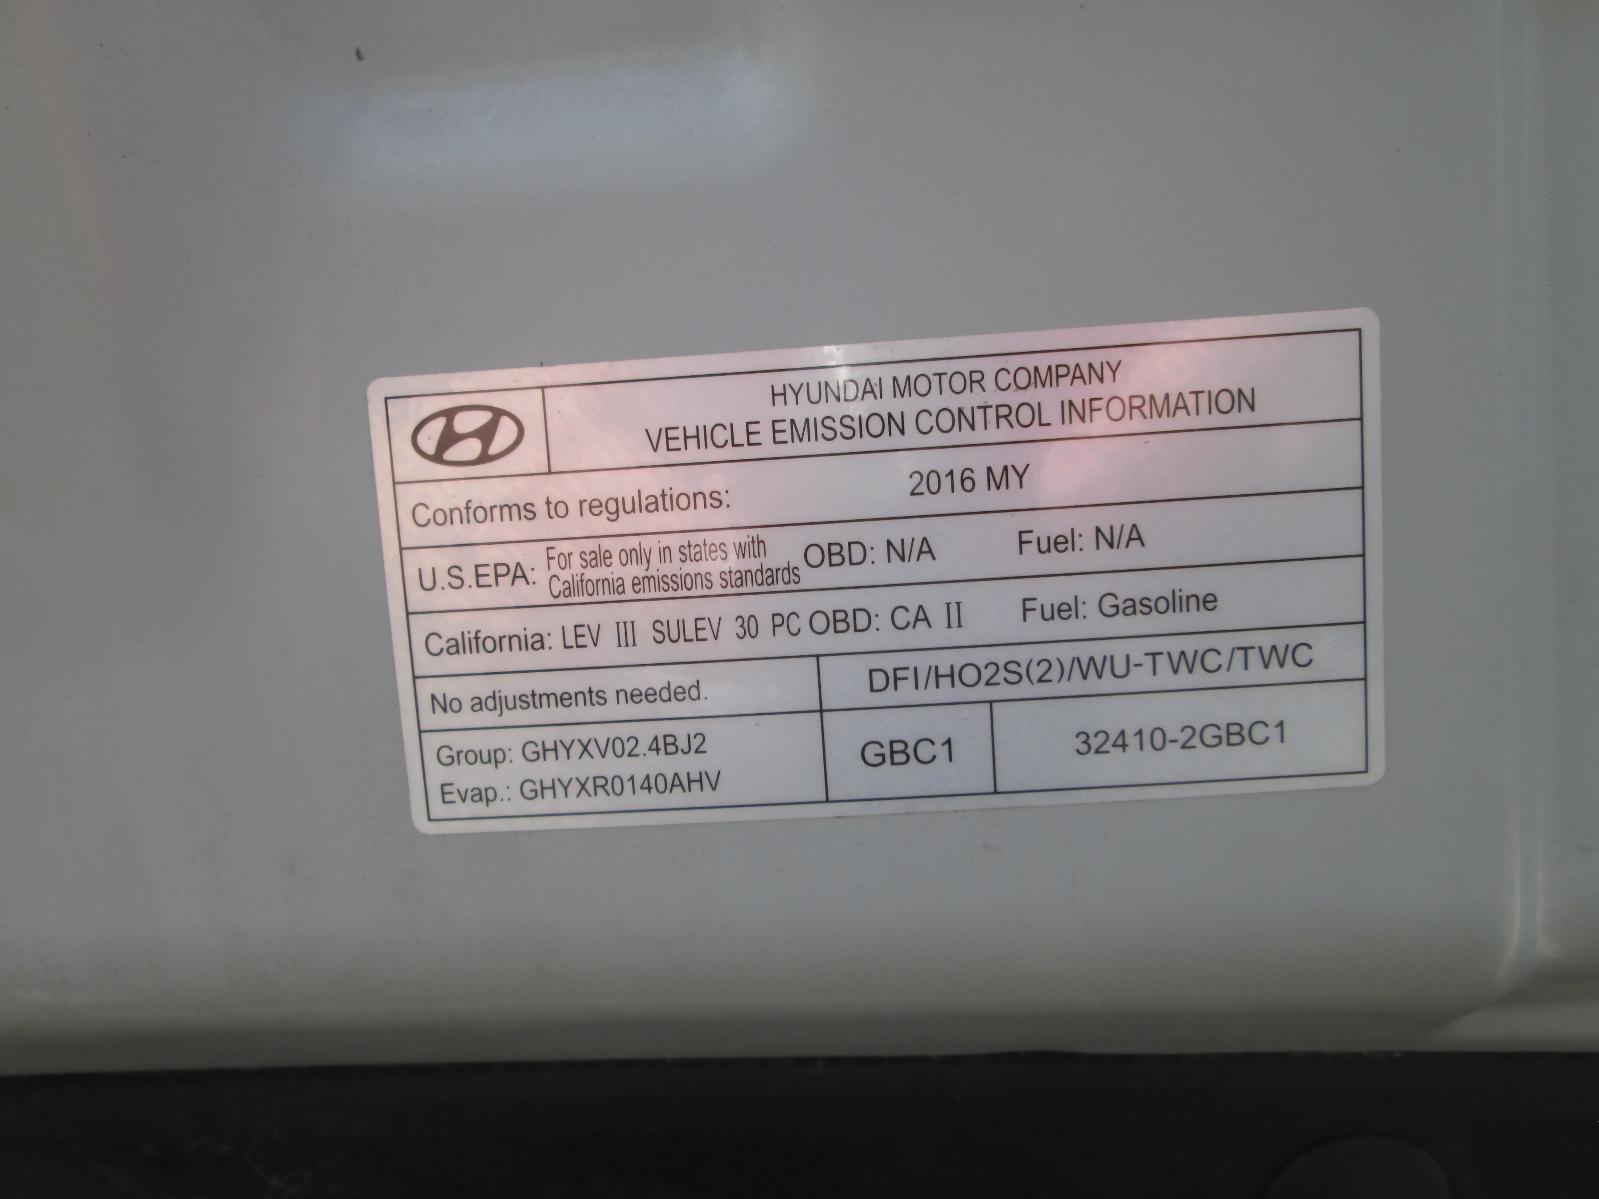 HYUNDAI MOTOR COMPANY
VEHICLE EMISSION CONTROL INFORMATION
Conforms to regulations: 2016 MY
U.S.EPA: For sale only in states with California emissions standards OBD: N/A Fuel: N/A
California: LEV III SULEV 30 PC OBD: CA II Fuel: Gasoline
No adjustments needed. DFI/HO2S(2)/WU-TWC/TWC
Group: GHYXV02.4BJ2
Evap.: GHYXR0140AHV
GBC1 32410-2GBC1